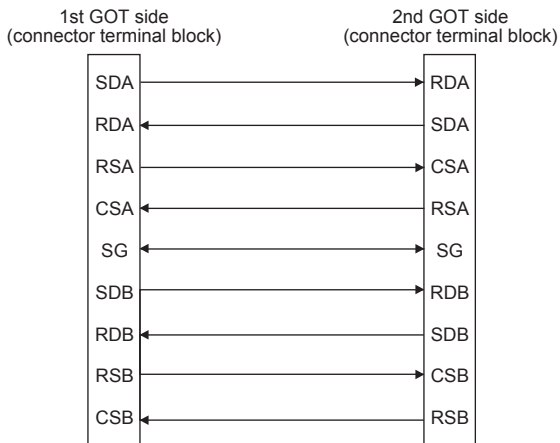 1st GOT side
(connector terminal block)
2nd GOT side
(connector terminal block)
SDA RDA
RDA SDA
RSA CSA
CSA RSA
SG SG
SDB RDB
RDB SDB
RSB CSB
CSB RSB